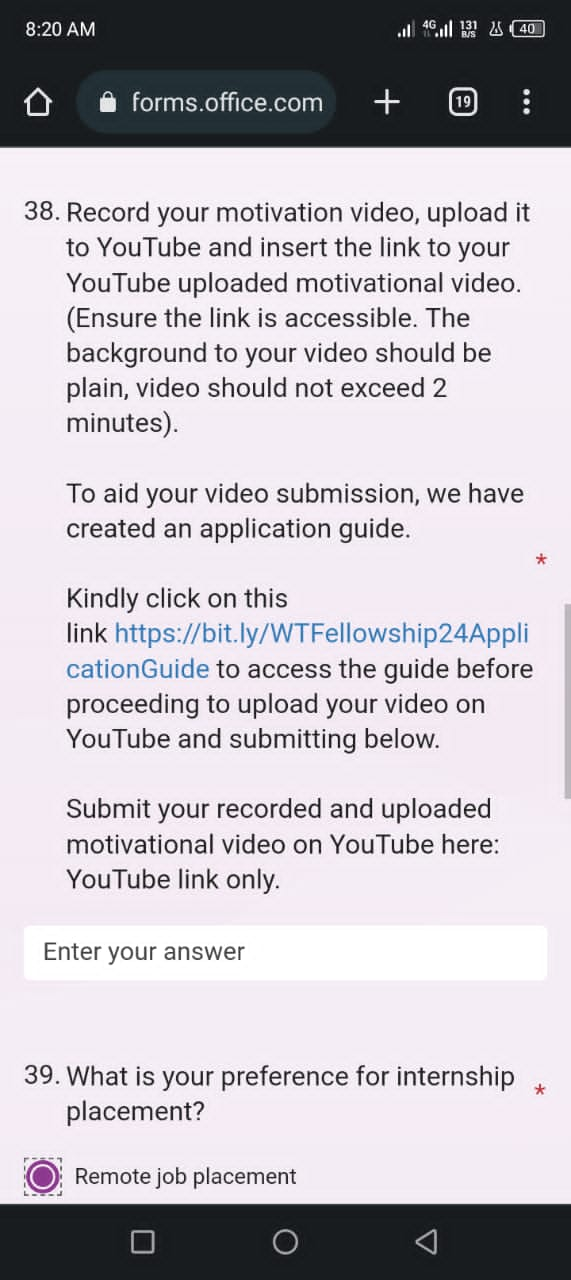 8:20 AM
4G 131 B/S 40
forms.office.com
19
38. Record your motivation video, upload it
to YouTube and insert the link to your
YouTube uploaded motivational video.
(Ensure the link is accessible. The
background to your video should be
plain, video should not exceed 2
minutes).
To aid your video submission, we have
created an application guide.
*
Kindly click on this
link https://bit.ly/WTFellowship24Appli
cationGuide to access the guide before
proceeding to upload your video on
YouTube and submitting below.
Submit your recorded and uploaded
motivational video on YouTube here:
YouTube link only.
Enter your answer
39. What is your preference for internship *
placement?
Remote job placement